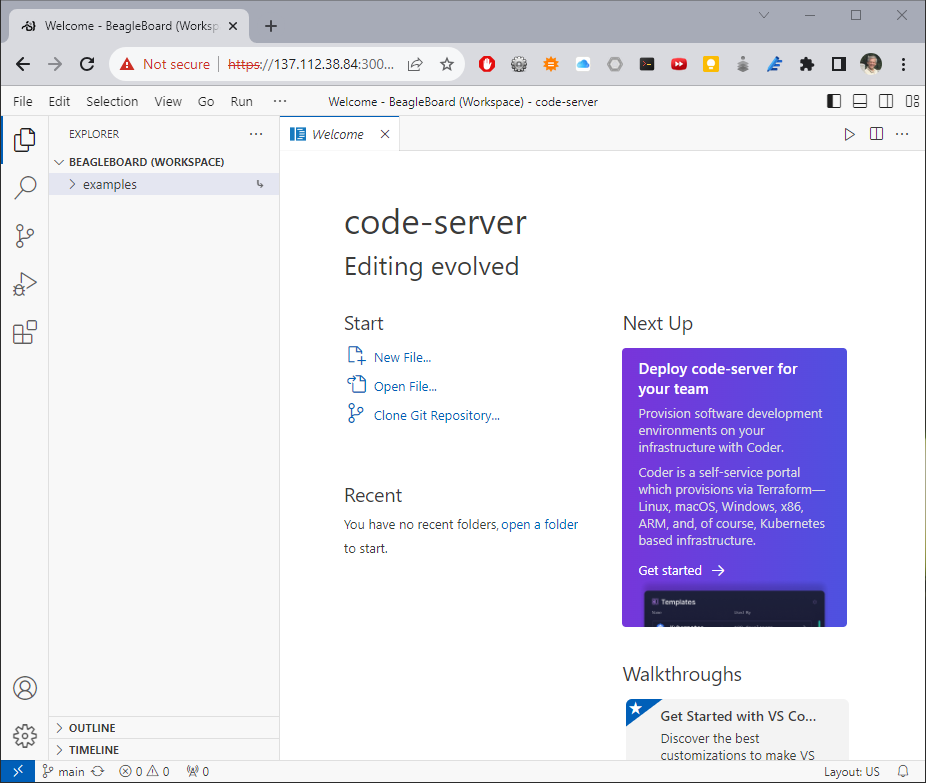 Welcome - BeagleBoard (Worksp
Not secure
https://137.112.38.84:300...
File Edit Selection View Go Run ···
Welcome - BeagleBoard (Workspace) - code-server
EXPLORER
Welcome
BEAGLEBOARD (WORKSPACE)
examples
code-server
Editing evolved
Start
New File...
Open File...
Clone Git Repository...
Recent
You have no recent folders, open a folder
to start.
Next Up
Deploy code-server for
your team
Provision software development
environments on your
infrastructure with Coder.
Coder is a self-service portal
which provisions via Terraform—
Linux, macOS, Windows, x86,
ARM, and, of course, Kubernetes
based infrastructure.
Get started
Templates
Name Used By
Walkthroughs
Get Started with VS Co...
Discover the best
customizations to make VS
OUTLINE
TIMELINE
main 0 0 0
Layout: US